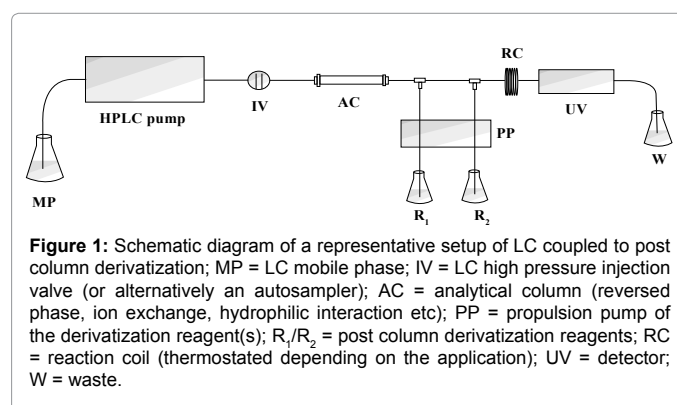 RC
HPLC pump
IV
AC
PP
UV
W
MP
R1
R2
Figure 1: Schematic diagram of a representative setup of LC coupled to post
column derivatization; MP = LC mobile phase; IV = LC high pressure injection
valve (or alternatively an autosampler); AC = analytical column (reversed
phase, ion exchange, hydrophilic interaction etc); PP = propulsion pump of
the derivatization reagent(s); R1/R2 = post column derivatization reagents; RC
= reaction coil (thermostated depending on the application); UV = detector;
W = waste.